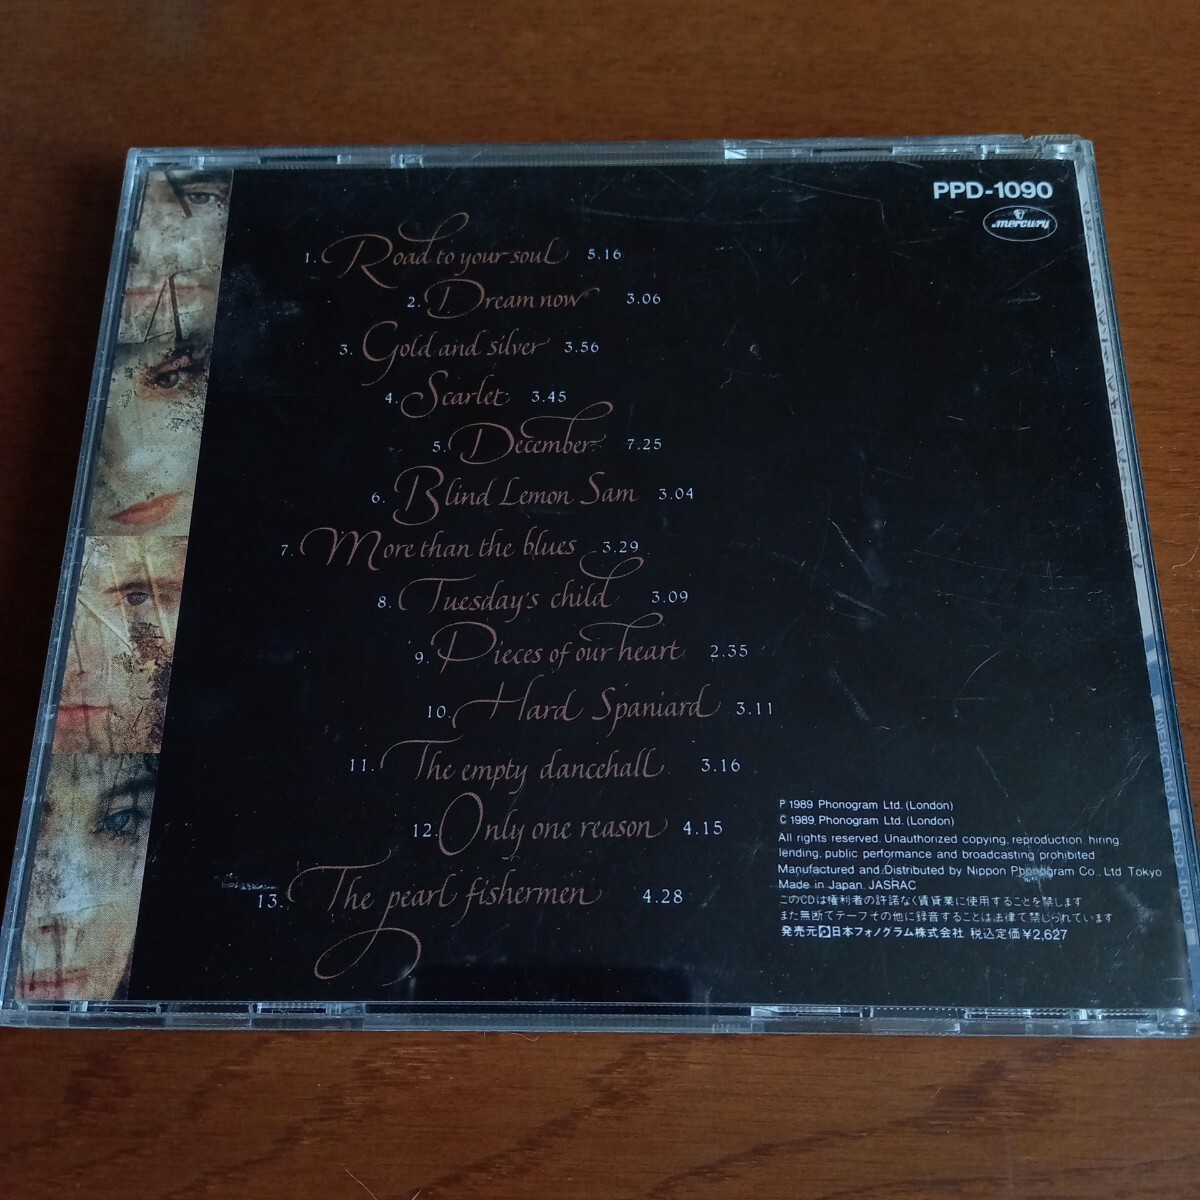 PPD-1090
mercury
1. Road to your soul 5.16
2. Dream now 3.06
3. Gold and silver 3.56
4. Scarlet 3.45
5. December 7.25
6. Blind Lemon Sam 3.04
7. More than the blues 3.29
8. Tuesday's child 3.09
9. Pieces of our heart 2.35
10. Hard Spaniard 3.11
11. The empty dancehall 3.16
12. Only one reason 4.15
13. The pearl fishermen 4.28
P 1989 Phonogram Ltd. (London)
C 1989 Phonogram Ltd. (London)
All rights reserved. Unauthorized copying, reproduction, hiring,
lending, public performance and broadcasting prohibited
Manufactured and Distributed by Nippon Phonogram Co., Ltd Tokyo
Made in Japan. JASRAC
このCDは権利者の許諾なく賃貸業に使用することを禁じます
また無断でテープその他に録音することは法律で禁じられています
発売元 日本フォノグラム株式会社 税込定価¥2,627